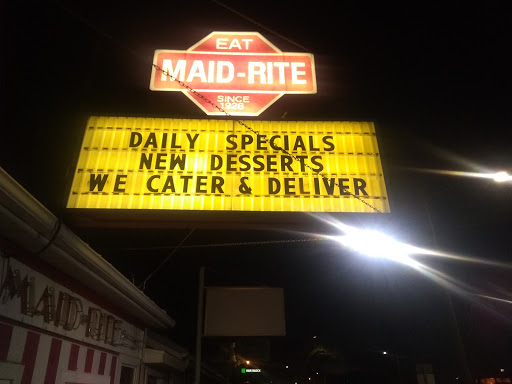 EAT
MAID-RITE
SINCE
1926
DAILY SPECIALS
NEW DESSERTS
WE CATER & DELIVER
MAID-RITE